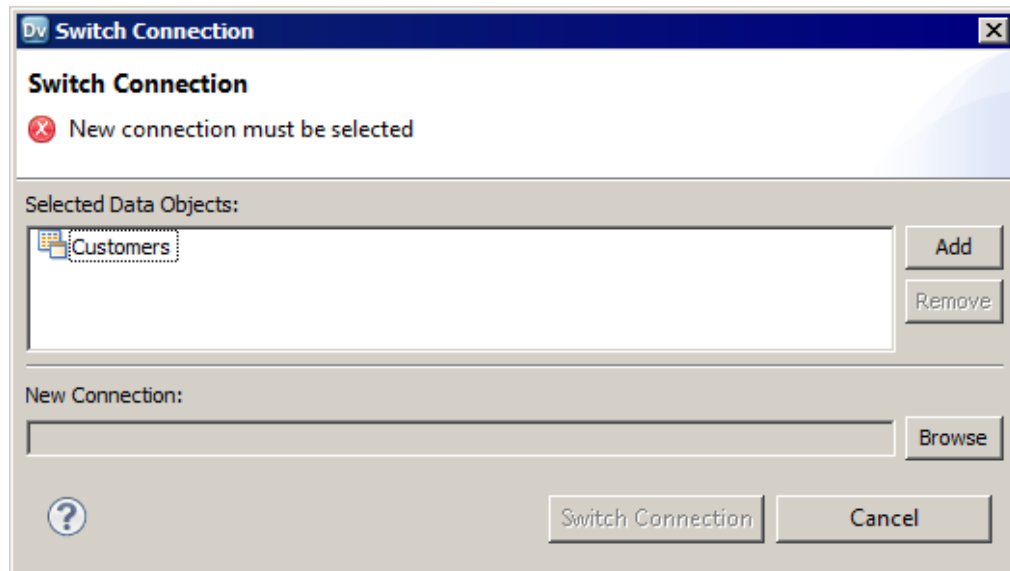 Dv Switch Connection
Switch Connection
New connection must be selected
Selected Data Objects:
Customers
Add
Remove
New Connection:
Browse
?
Switch Connection
Cancel